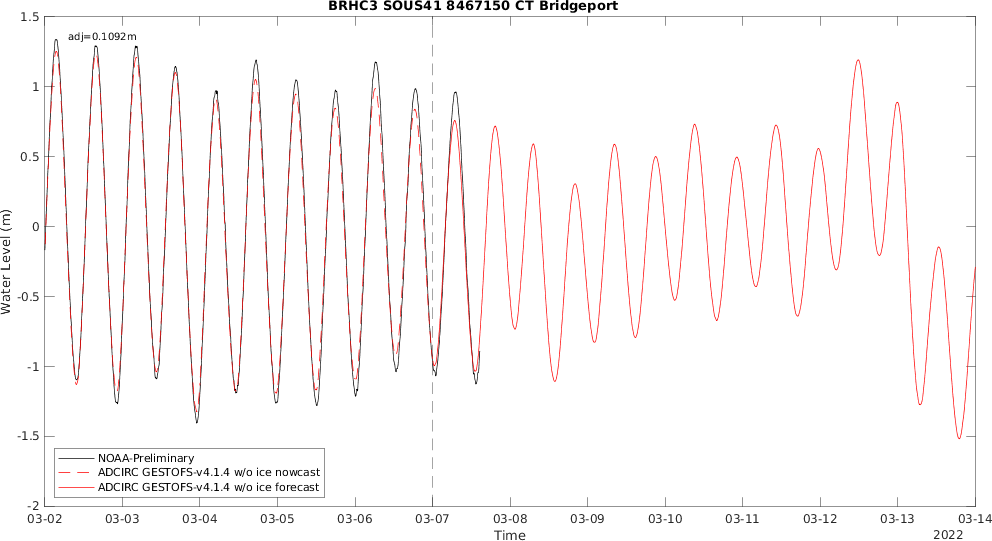 BRHC3 SOUS41 8467150 CT Bridgeport
adj=0.1092m
1.5
1
0.5
0
-0.5
-1
-1.5
-2
Water Level (m)
NOAA-Preliminary
ADCIRC GESTOFS-v4.1.4 w/o ice nowcast
ADCIRC GESTOFS-v4.1.4 w/o ice forecast
03-02 03-03 03-04 03-05 03-06 03-07 03-08 03-09 03-10 03-11 03-12 03-13 03-14
Time
2022